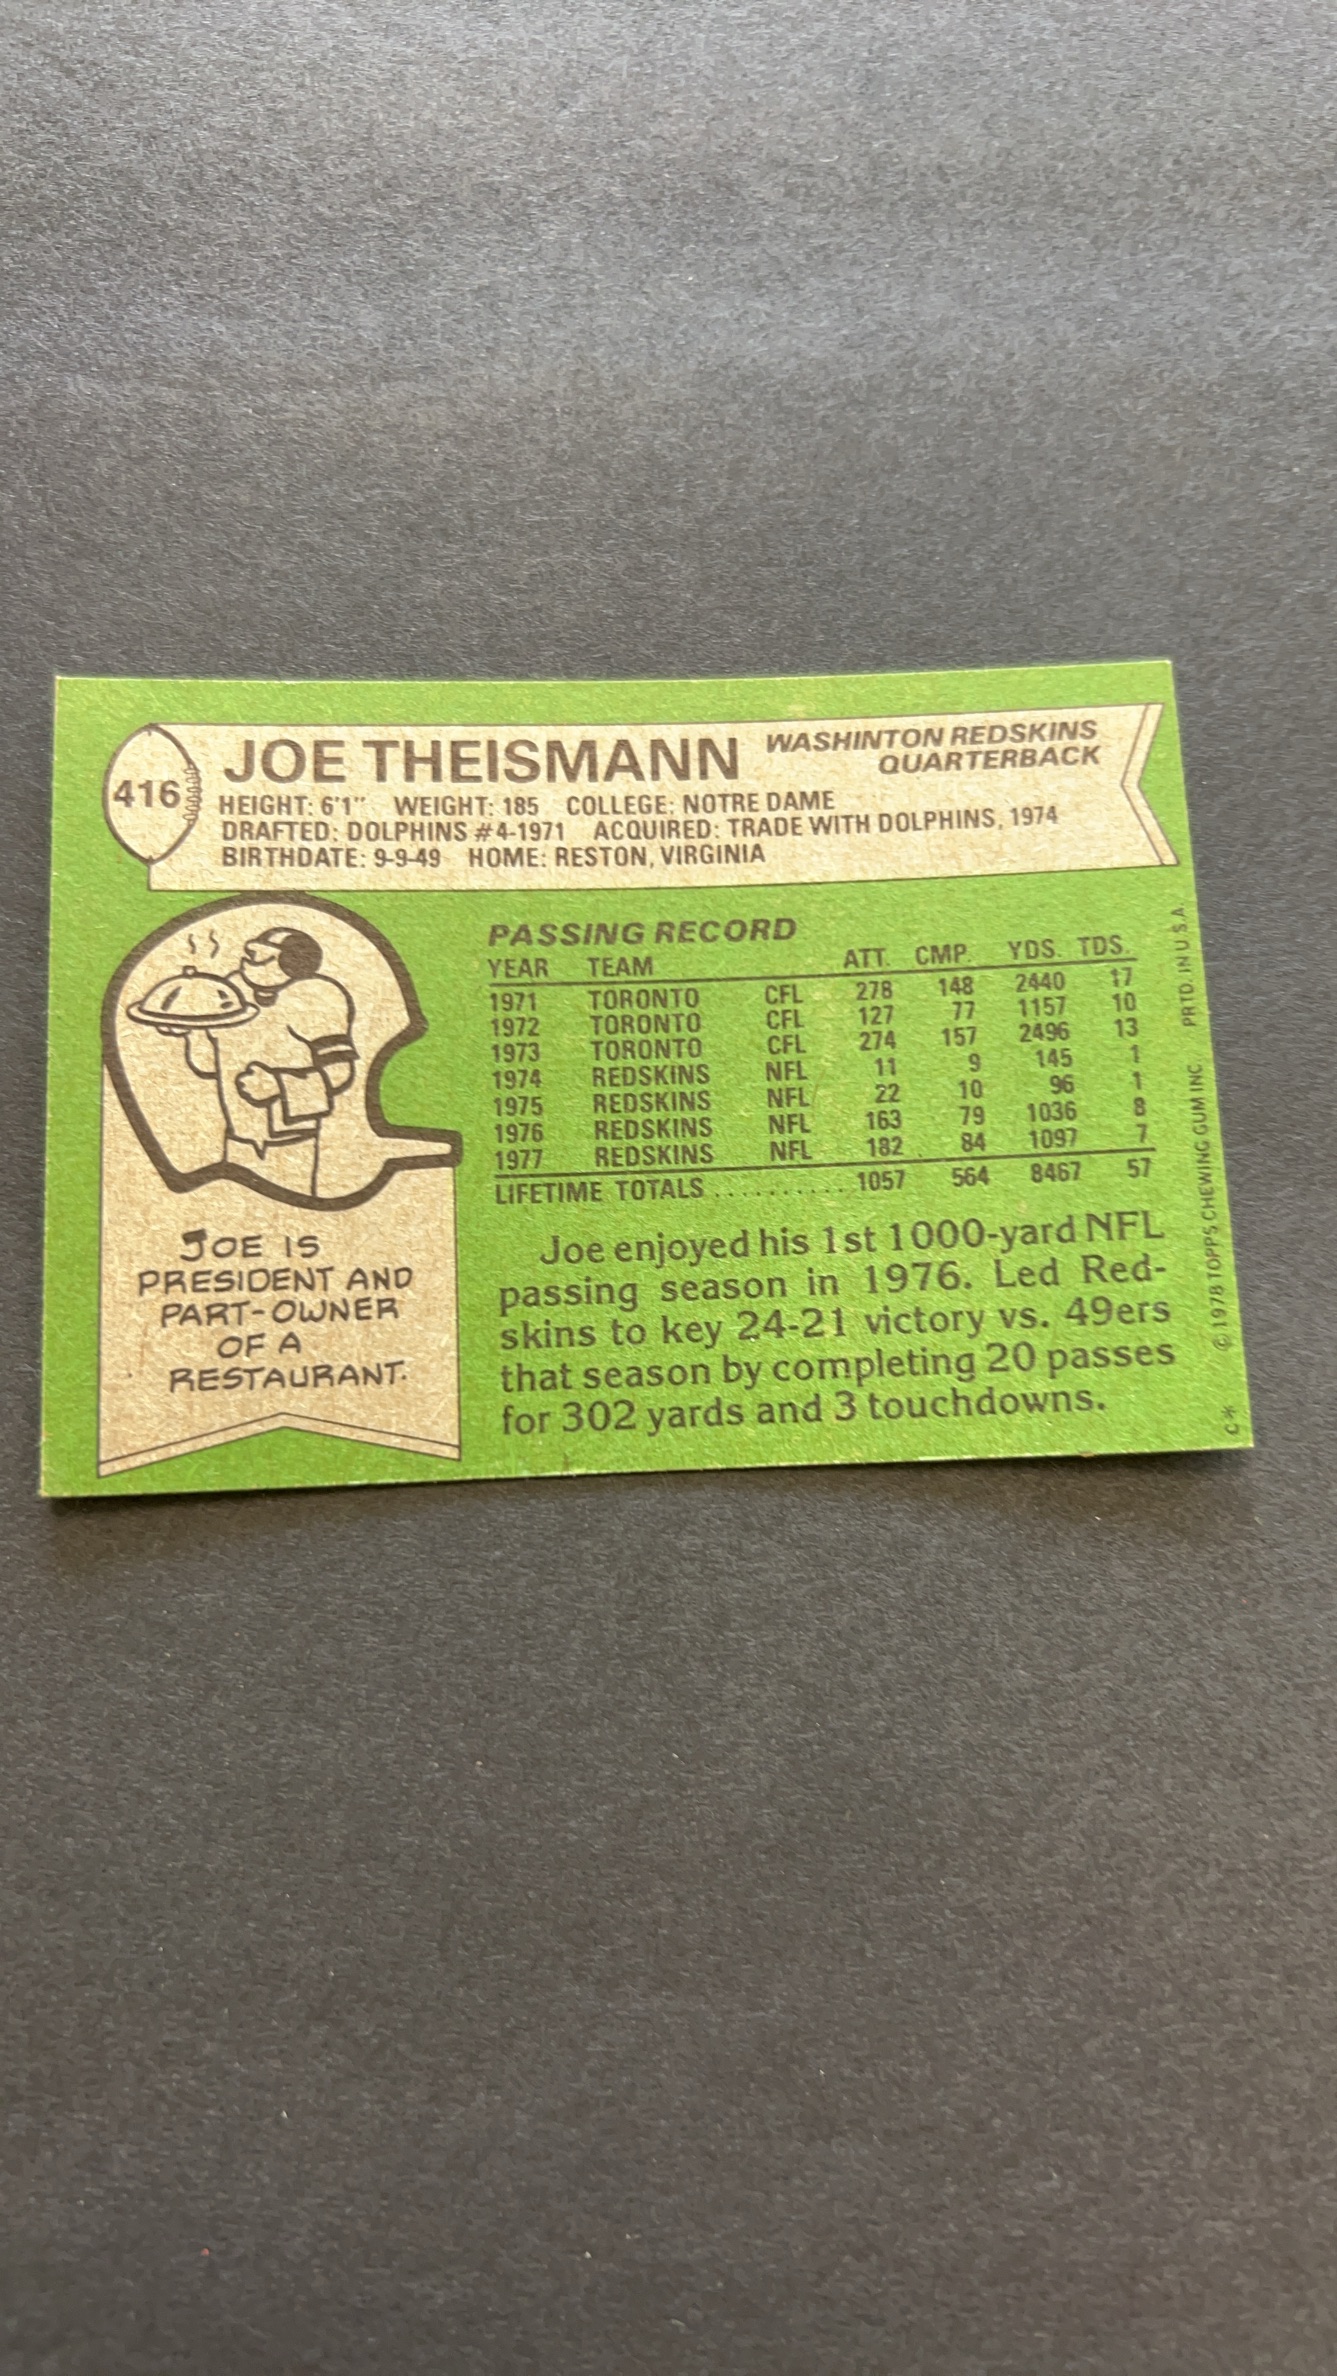 416
JOE THEISMANN
WASHINTON REDSKINS
QUARTERBACK
HEIGHT: 6'1" WEIGHT: 185 COLLEGE: NOTRE DAME
DRAFTED: DOLPHINS #4-1971 ACQUIRED: TRADE WITH DOLPHINS, 1974
BIRTHDATE: 9-9-49 HOME: RESTON, VIRGINIA
JOE IS
PRESIDENT AND
PART-OWNER
OF A
RESTAURANT.
PASSING RECORD
YEAR TEAM ATT. CMP. YDS. TDS.
1971 TORONTO CFL 278 148 2440 17
1972 TORONTO CFL 127 77 1157 10
1973 TORONTO CFL 274 157 2496 13
1974 REDSKINS NFL 11 9 145 1
1975 REDSKINS NFL 22 10 96 1
1976 REDSKINS NFL 163 79 1036 8
1977 REDSKINS NFL 182 84 1097 7
LIFETIME TOTALS .......... 1057 564 8467 57
Joe enjoyed his 1st 1000-yard NFL
passing season in 1976. Led Red-
skins to key 24-21 victory vs. 49ers
that season by completing 20 passes
for 302 yards and 3 touchdowns.
© 1978 TOPPS CHEWING GUM INC. PRTD. IN U.S.A.
C*